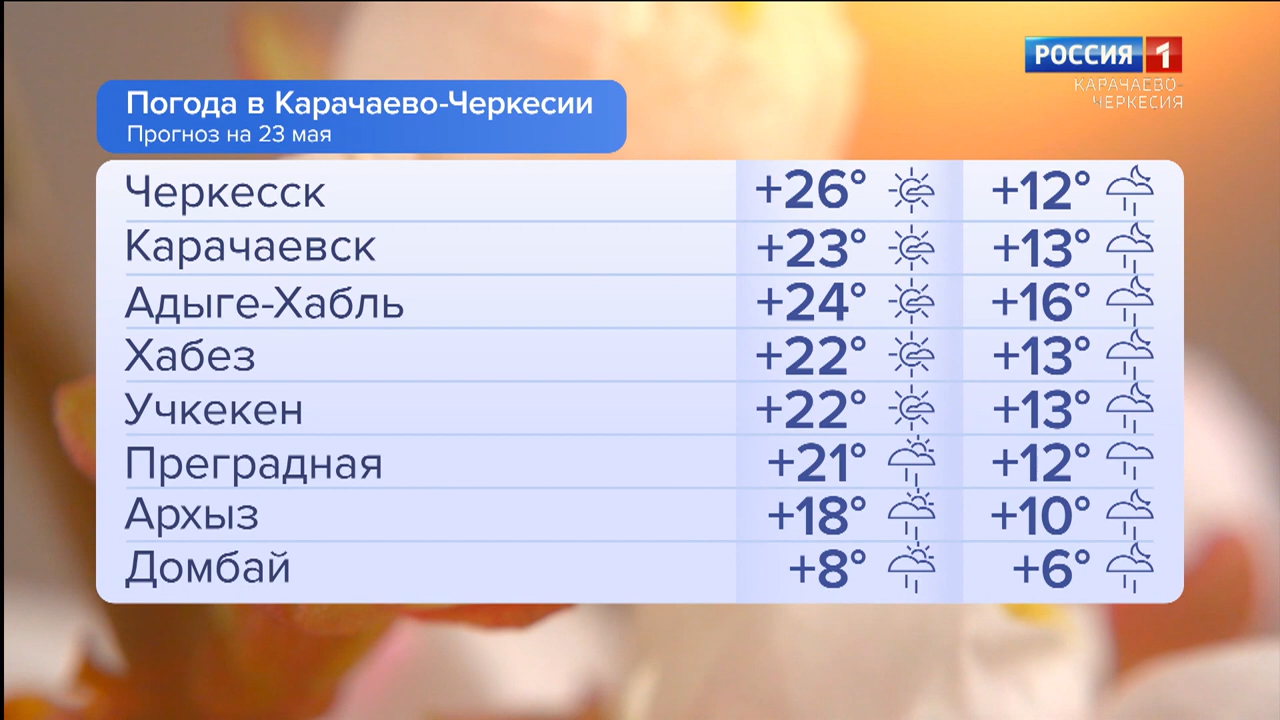 РОССИЯ 1
КАРАЧАЕВО-
ЧЕРКЕСИЯ
Погода в Карачаево-Черкесии
Прогноз на 23 мая
Черкесск +26° +12°
Карачаевск +23° +13°
Адыге-Хабль +24° +16°
Хабез +22° +13°
Учкекен +22° +13°
Преградная +21° +12°
Архыз +18° +10°
Домбай +8° +6°